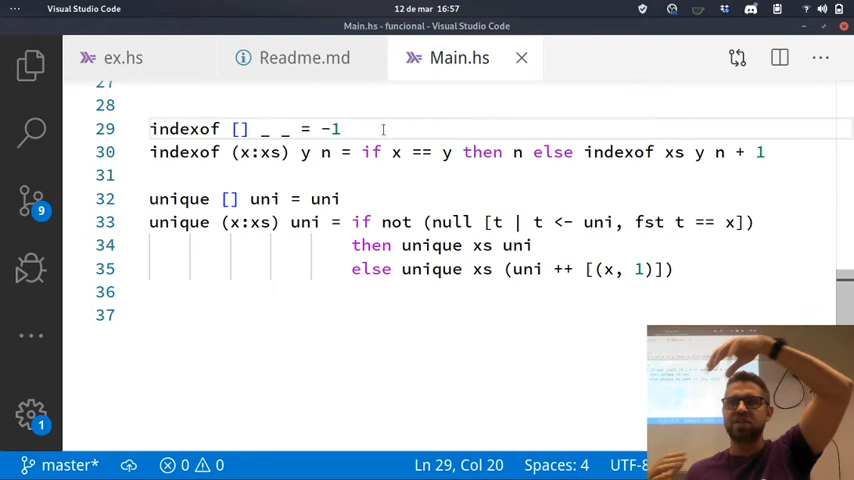 Visual Studio Code
12 de mar 16:57
Main.hs - funcional - Visual Studio Code
ex.hs
Readme.md
Main.hs
27
28
29 indexof [] _ _ = -1
30 indexof (x:xs) y n = if x == y then n else indexof xs y n + 1
31
32 unique [] uni = uni
33 unique (x:xs) uni = if not (null [t | t <- uni, fst t == x])
34 then unique xs uni
35 else unique xs (uni ++ [(x, 1)])
36
37
9
1
master*
0
0
Ln 29, Col 20
Spaces: 4
UTF-8